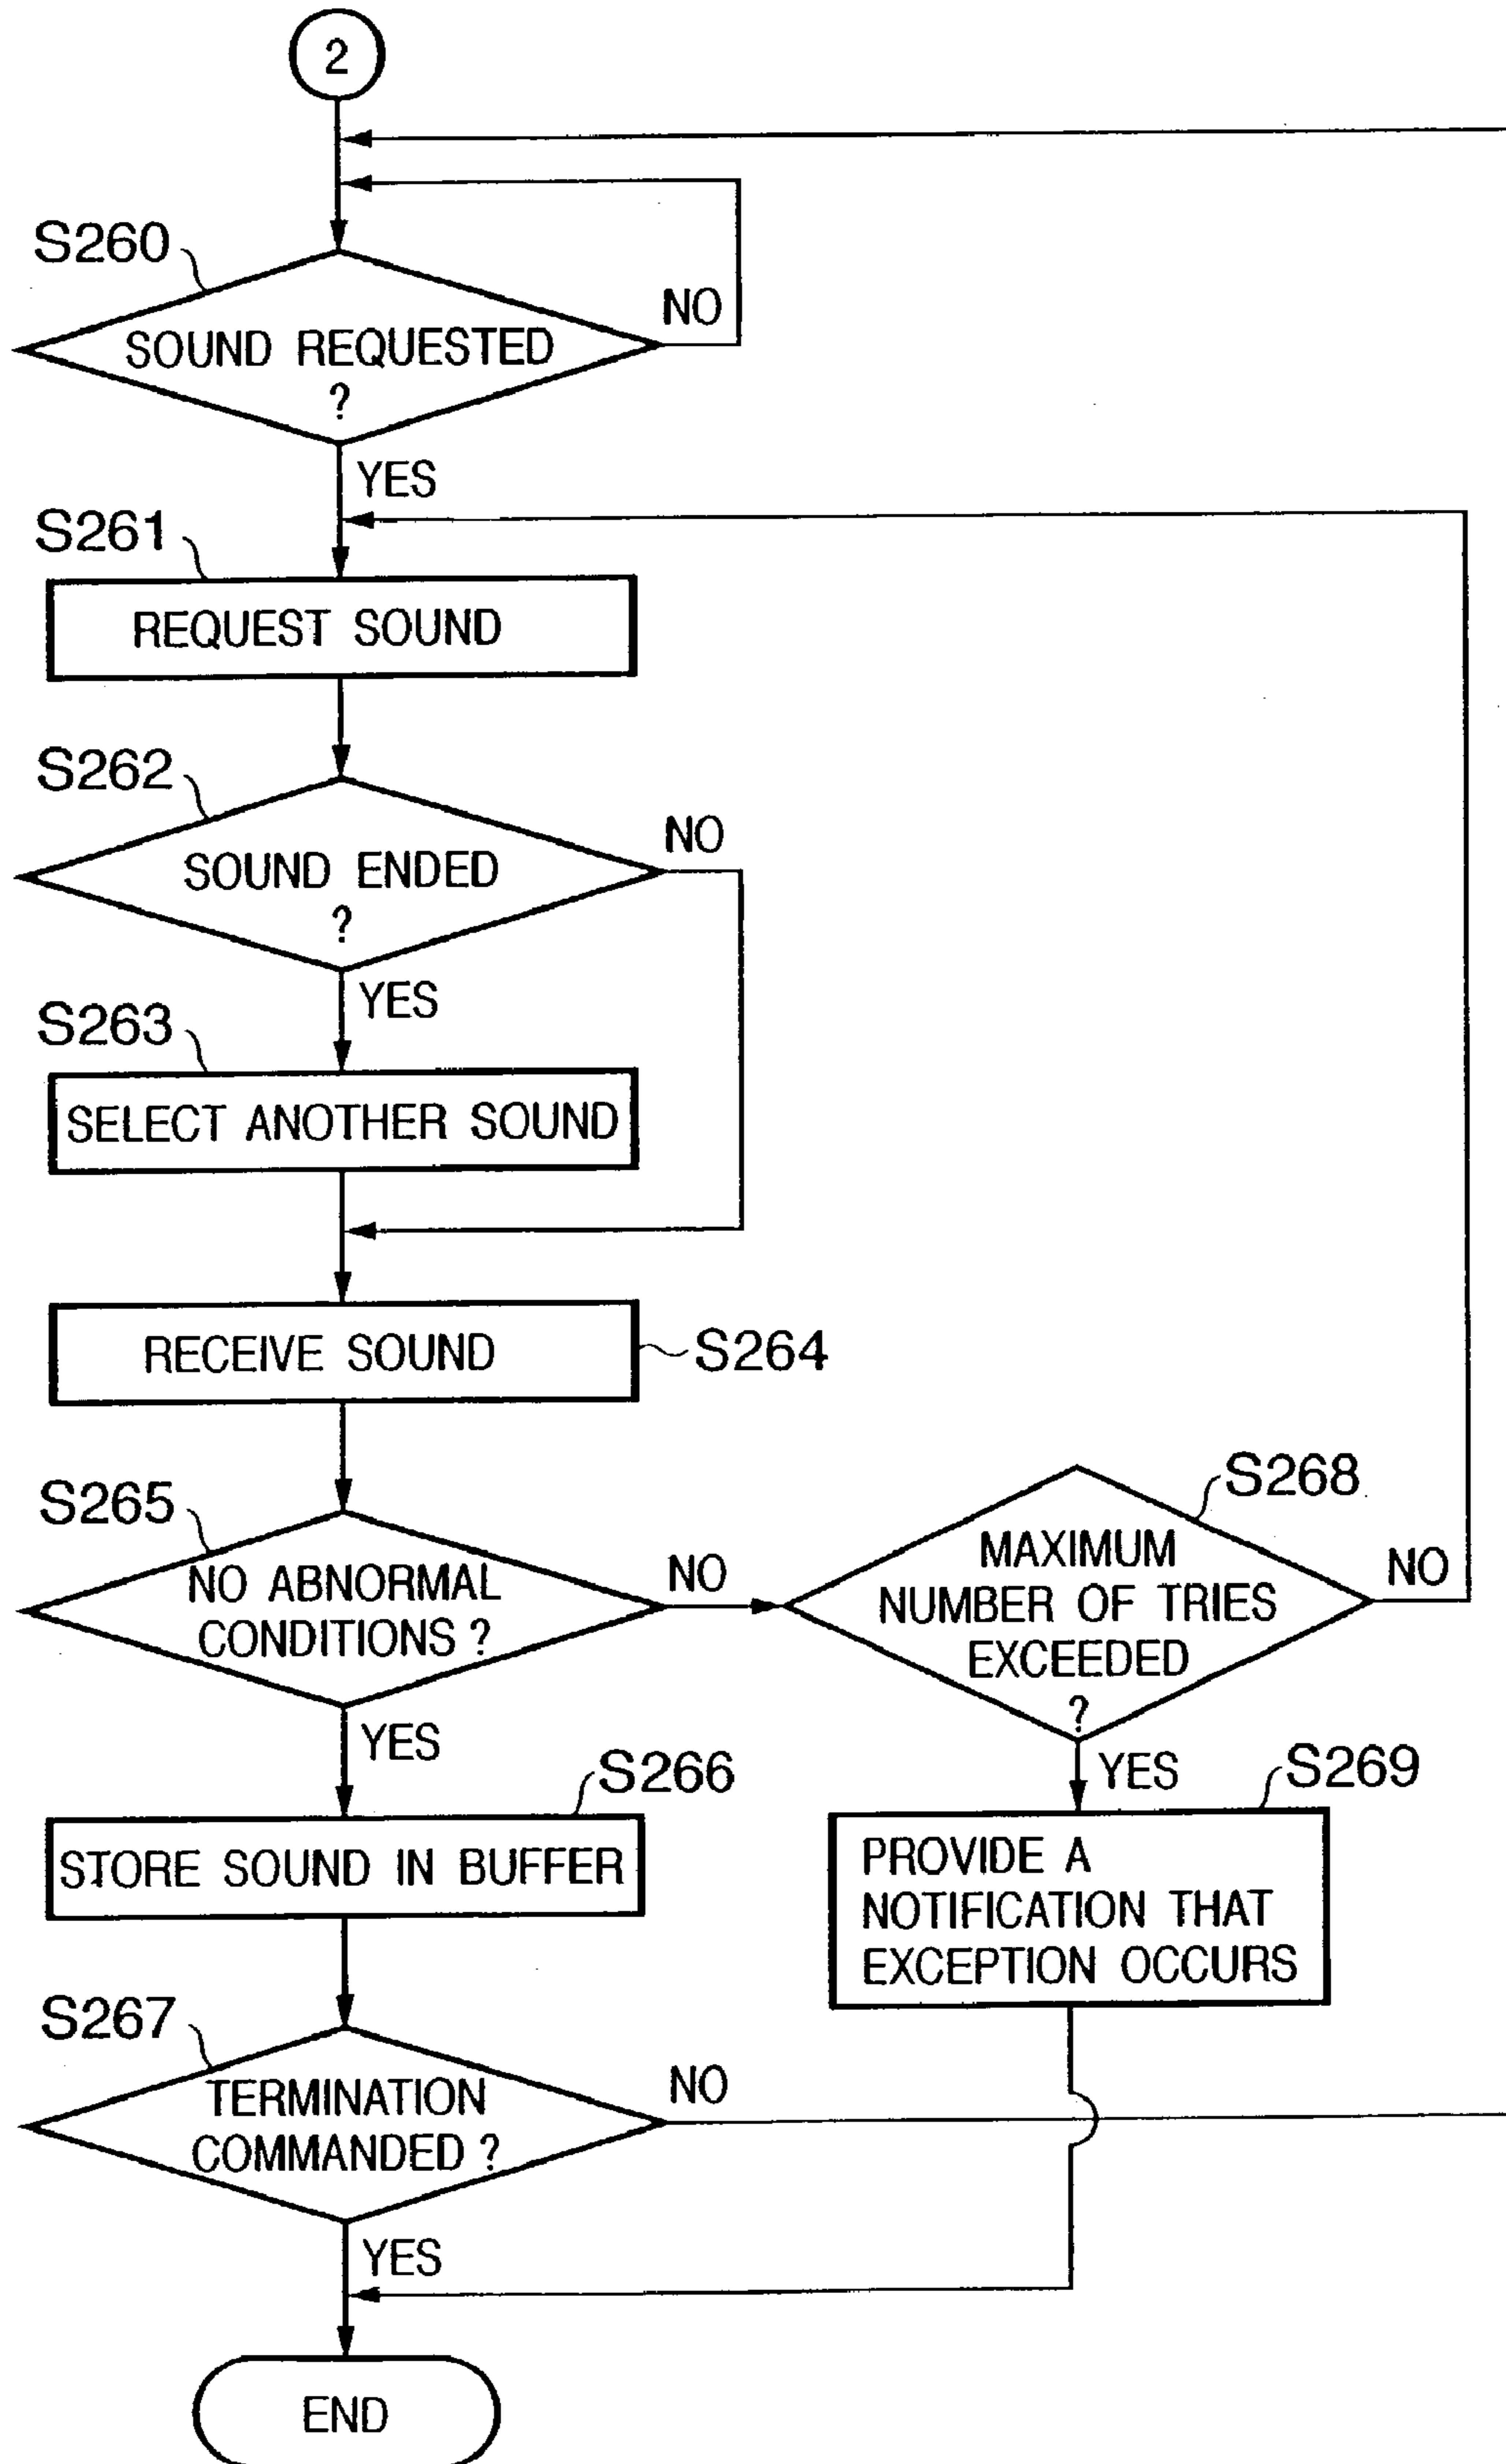 2
S260
SOUND REQUESTED
?
NO
YES
S261
REQUEST SOUND
S262
SOUND ENDED
?
NO
YES
S263
SELECT ANOTHER SOUND
RECEIVE SOUND
S264
S265
NO ABNORMAL
CONDITIONS ?
NO
YES
S268
MAXIMUM
NUMBER OF TRIES
EXCEEDED
?
NO
YES
S266
STORE SOUND IN BUFFER
S269
PROVIDE A
NOTIFICATION THAT
EXCEPTION OCCURS
S267
TERMINATION
COMMANDED ?
NO
YES
END